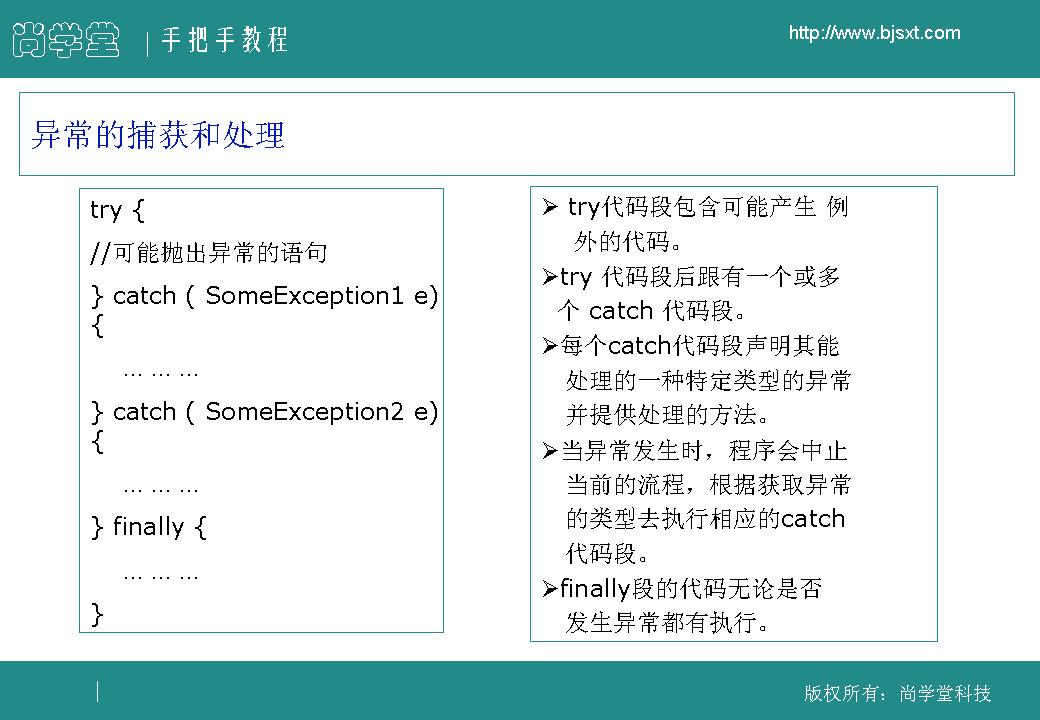 尚学堂 | 手把手教程
http://www.bjsxt.com
异常的捕获和处理
try {
//可能抛出异常的语句
} catch ( SomeException1 e)
{
… … …
} catch ( SomeException2 e)
{
… … …
} finally {
… … …
}
➢ try代码段包含可能产生 例
外的代码。
➢try 代码段后跟有一个或多
个 catch 代码段。
➢每个catch代码段声明其能
处理的一种特定类型的异常
并提供处理的方法。
➢当异常发生时，程序会中止
当前的流程，根据获取异常
的类型去执行相应的catch
代码段。
➢finally段的代码无论是否
发生异常都有执行。
版权所有：尚学堂科技